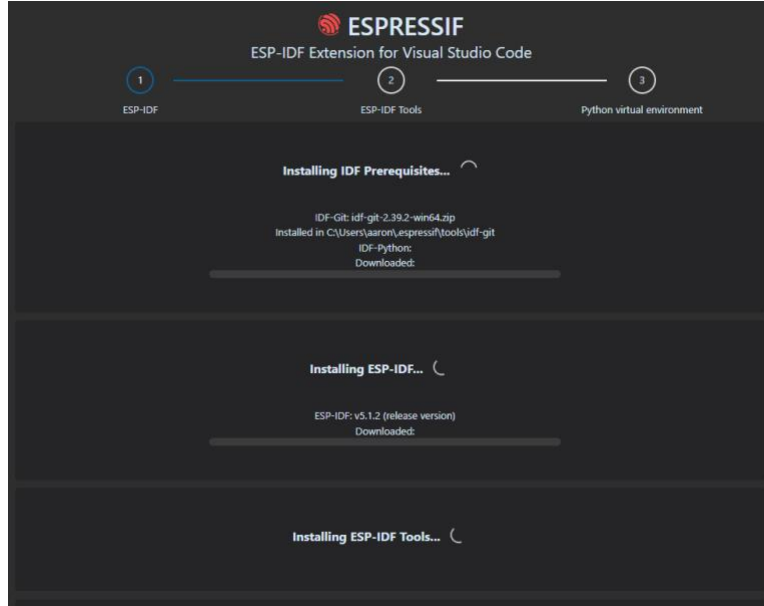 ESPRESSIF
ESP-IDF Extension for Visual Studio Code
1
2
3
ESP-IDF
ESP-IDF Tools
Python virtual environment
Installing IDF Prerequisites...
IDF-Git: idf-git-2.39.2-win64.zip
Installed in C:\Users\aaron\.espressif\tools\idf-git
IDF-Python:
Downloaded:
Installing ESP-IDF...
ESP-IDF: v5.1.2 (release version)
Downloaded:
Installing ESP-IDF Tools...